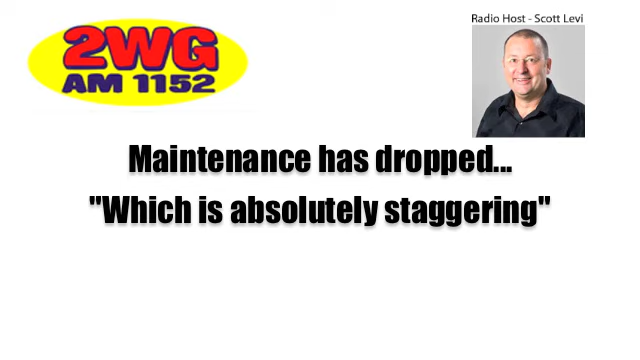 Radio Host - Scott Levi
2WG
AM 1152
Maintenance has dropped...
"Which is absolutely staggering"